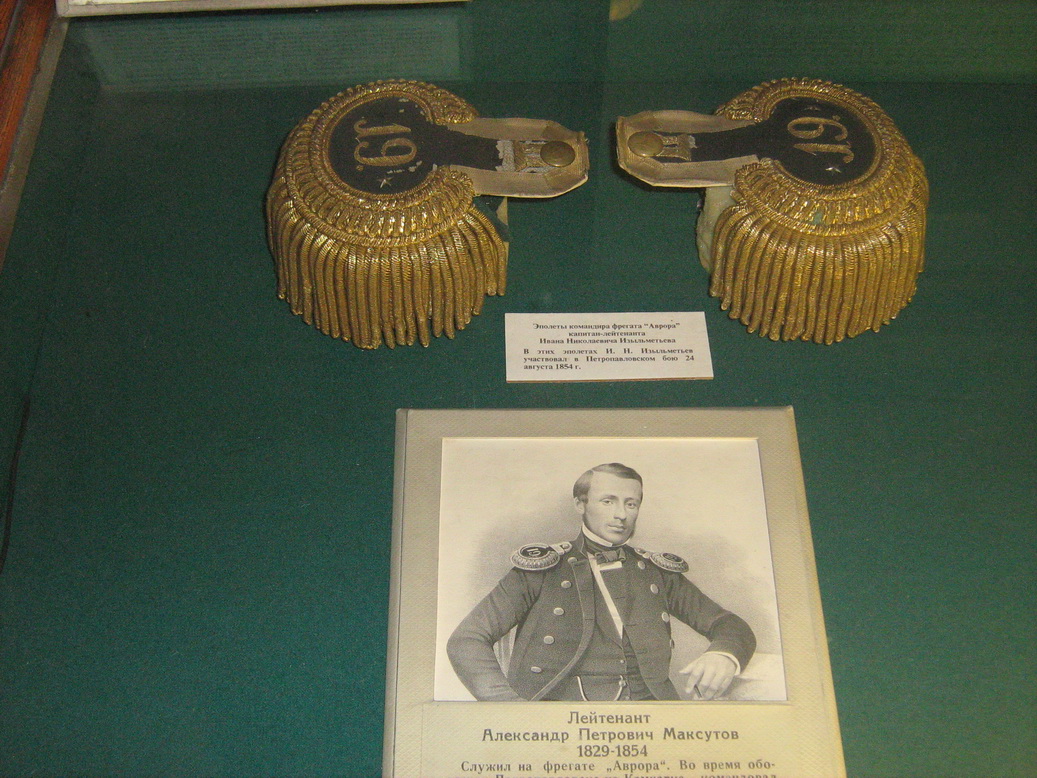 19.
19.
Эполеты командира фрегата "Аврора"
капитан-лейтенанта
Ивана Николаевича Изыльметьева
В этих эполетах И. Н. Изыльметьев
участвовал в Петропавловском бою 24
августа 1854 г.
Лейтенант
Александр Петрович Максутов
1829-1854
Служил на фрегате „Аврора“. Во время обо-